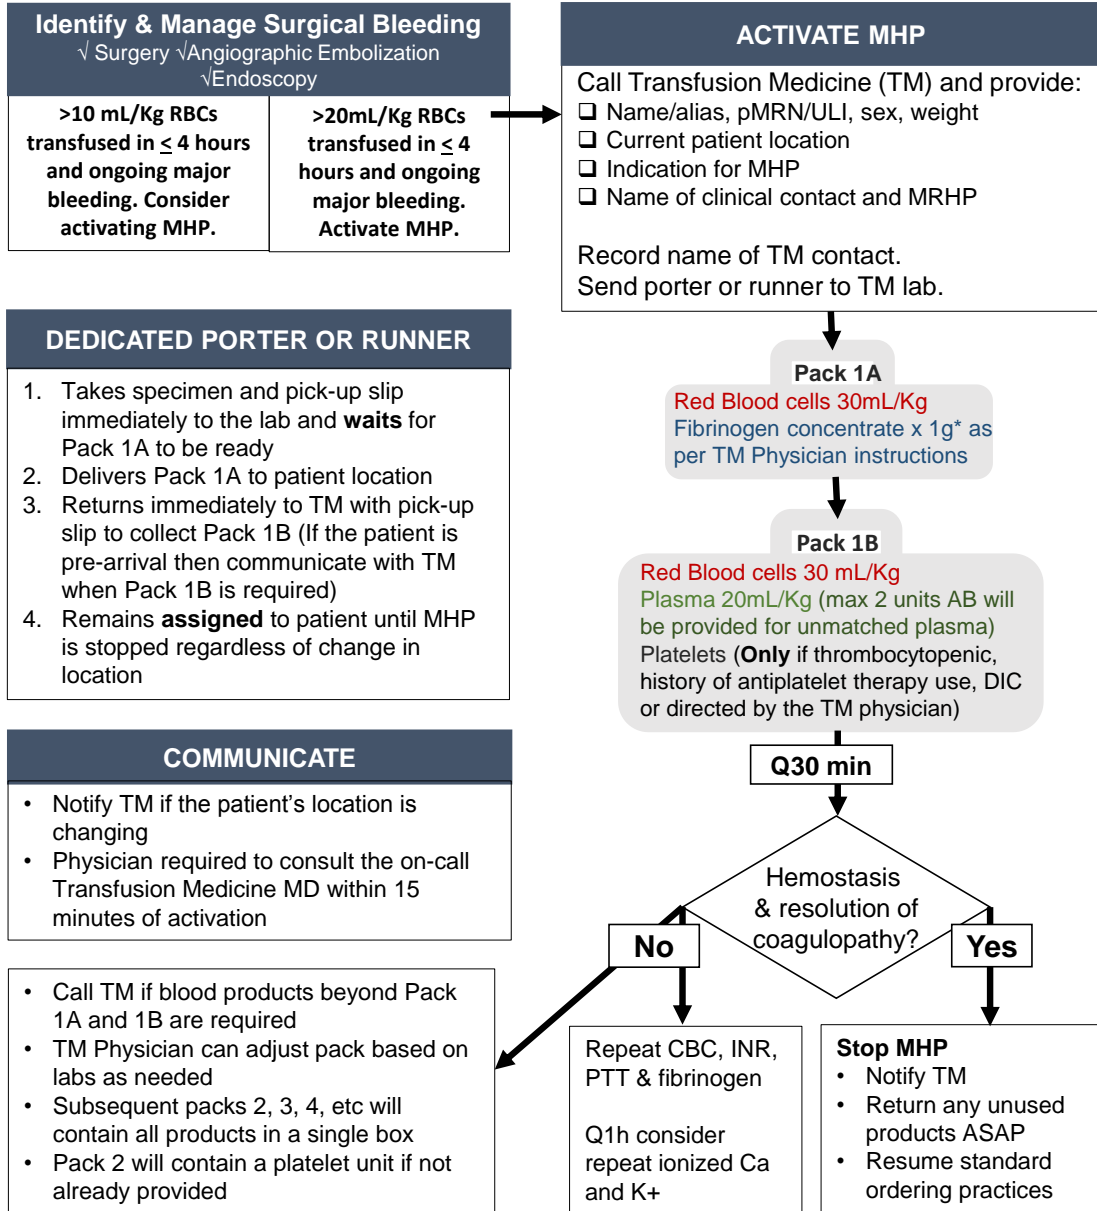 Identify & Manage Surgical Bleeding
√ Surgery √Angiographic Embolization
√Endoscopy
>10 mL/Kg RBCs
transfused in < 4 hours
and ongoing major
bleeding. Consider
activating MHP.
>20mL/Kg RBCs
transfused in < 4
hours and ongoing
major bleeding.
Activate MHP.
ACTIVATE MHP
Call Transfusion Medicine (TM) and provide:
❑ Name/alias, pMRN/ULI, sex, weight
❑ Current patient location
❑ Indication for MHP
❑ Name of clinical contact and MRHP
Record name of TM contact.
Send porter or runner to TM lab.
DEDICATED PORTER OR RUNNER
1. Takes specimen and pick-up slip
immediately to the lab and waits for
Pack 1A to be ready
2. Delivers Pack 1A to patient location
3. Returns immediately to TM with pick-up
slip to collect Pack 1B (If the patient is
pre-arrival then communicate with TM
when Pack 1B is required)
4. Remains assigned to patient until MHP
is stopped regardless of change in
location
Pack 1A
Red Blood cells 30mL/Kg
Fibrinogen concentrate x 1g* as
per TM Physician instructions
Pack 1B
Red Blood cells 30 mL/Kg
Plasma 20mL/Kg (max 2 units AB will
be provided for unmatched plasma)
Platelets (Only if thrombocytopenic,
history of antiplatelet therapy use, DIC
or directed by the TM physician)
COMMUNICATE
• Notify TM if the patient's location is
changing
• Physician required to consult the on-call
Transfusion Medicine MD within 15
minutes of activation
Q30 min
Hemostasis
& resolution of
coagulopathy?
No
Yes
• Call TM if blood products beyond Pack
1A and 1B are required
• TM Physician can adjust pack based on
labs as needed
• Subsequent packs 2, 3, 4, etc will
contain all products in a single box
• Pack 2 will contain a platelet unit if not
already provided
Repeat CBC, INR,
PTT & fibrinogen
Q1h consider
repeat ionized Ca
and K+
Stop MHP
• Notify TM
• Return any unused
products ASAP
• Resume standard
ordering practices